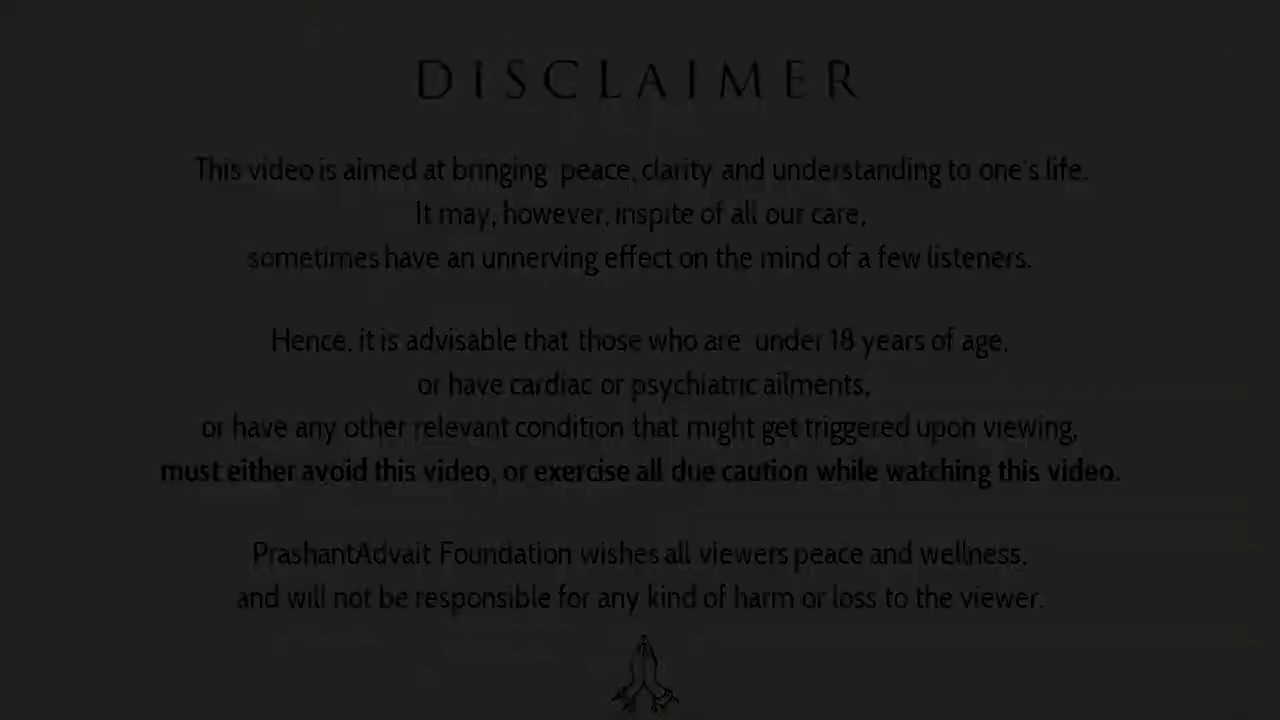 DISCLAIMER
This video is aimed at bringing peace, clarity and understanding to one's life.
It may, however, inspite of all our care,
sometimes have an unnerving effect on the mind of a few listeners.
Hence, it is advisable that those who are under 18 years of age,
or have cardiac or psychiatric ailments,
or have any other relevant condition that might get triggered upon viewing,
must either avoid this video, or exercise all due caution while watching this video.
PrashantAdvait Foundation wishes all viewers peace and wellness,
and will not be responsible for any kind of harm or loss to the viewer.